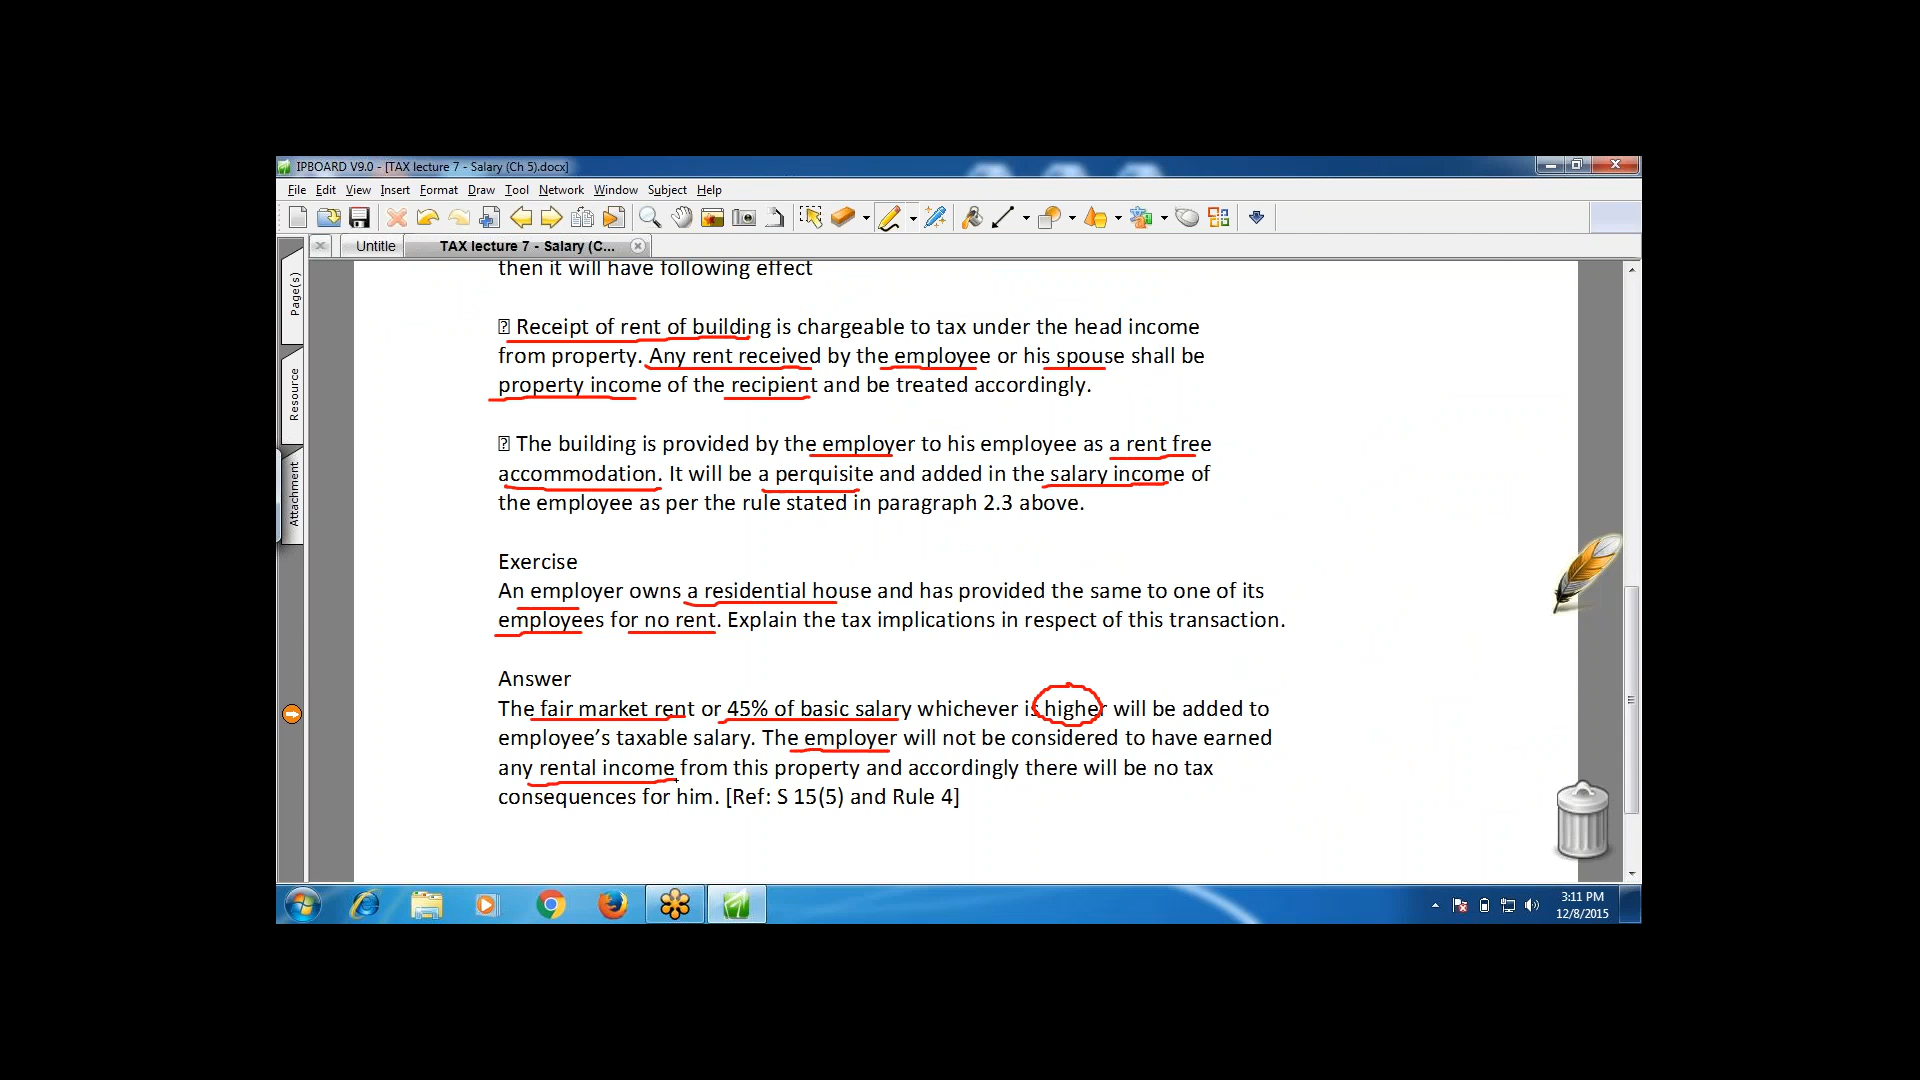 IPBOARD V9.0 - [TAX lecture 7 - Salary (Ch 5).docx]
File Edit View Insert Format Draw Tool Network Window Subject Help
Untitle
TAX lecture 7 - Salary (C...
Page(s)
Resource
Attachment
then it will have following effect
Receipt of rent of building is chargeable to tax under the head income
from property. Any rent received by the employee or his spouse shall be
property income of the recipient and be treated accordingly.
The building is provided by the employer to his employee as a rent free
accommodation. It will be a perquisite and added in the salary income of
the employee as per the rule stated in paragraph 2.3 above.
Exercise
An employer owns a residential house and has provided the same to one of its
employees for no rent. Explain the tax implications in respect of this transaction.
Answer
The fair market rent or 45% of basic salary whichever is higher will be added to
employee’s taxable salary. The employer will not be considered to have earned
any rental income from this property and accordingly there will be no tax
consequences for him. [Ref: S 15(5) and Rule 4]
3:11 PM
12/8/2015